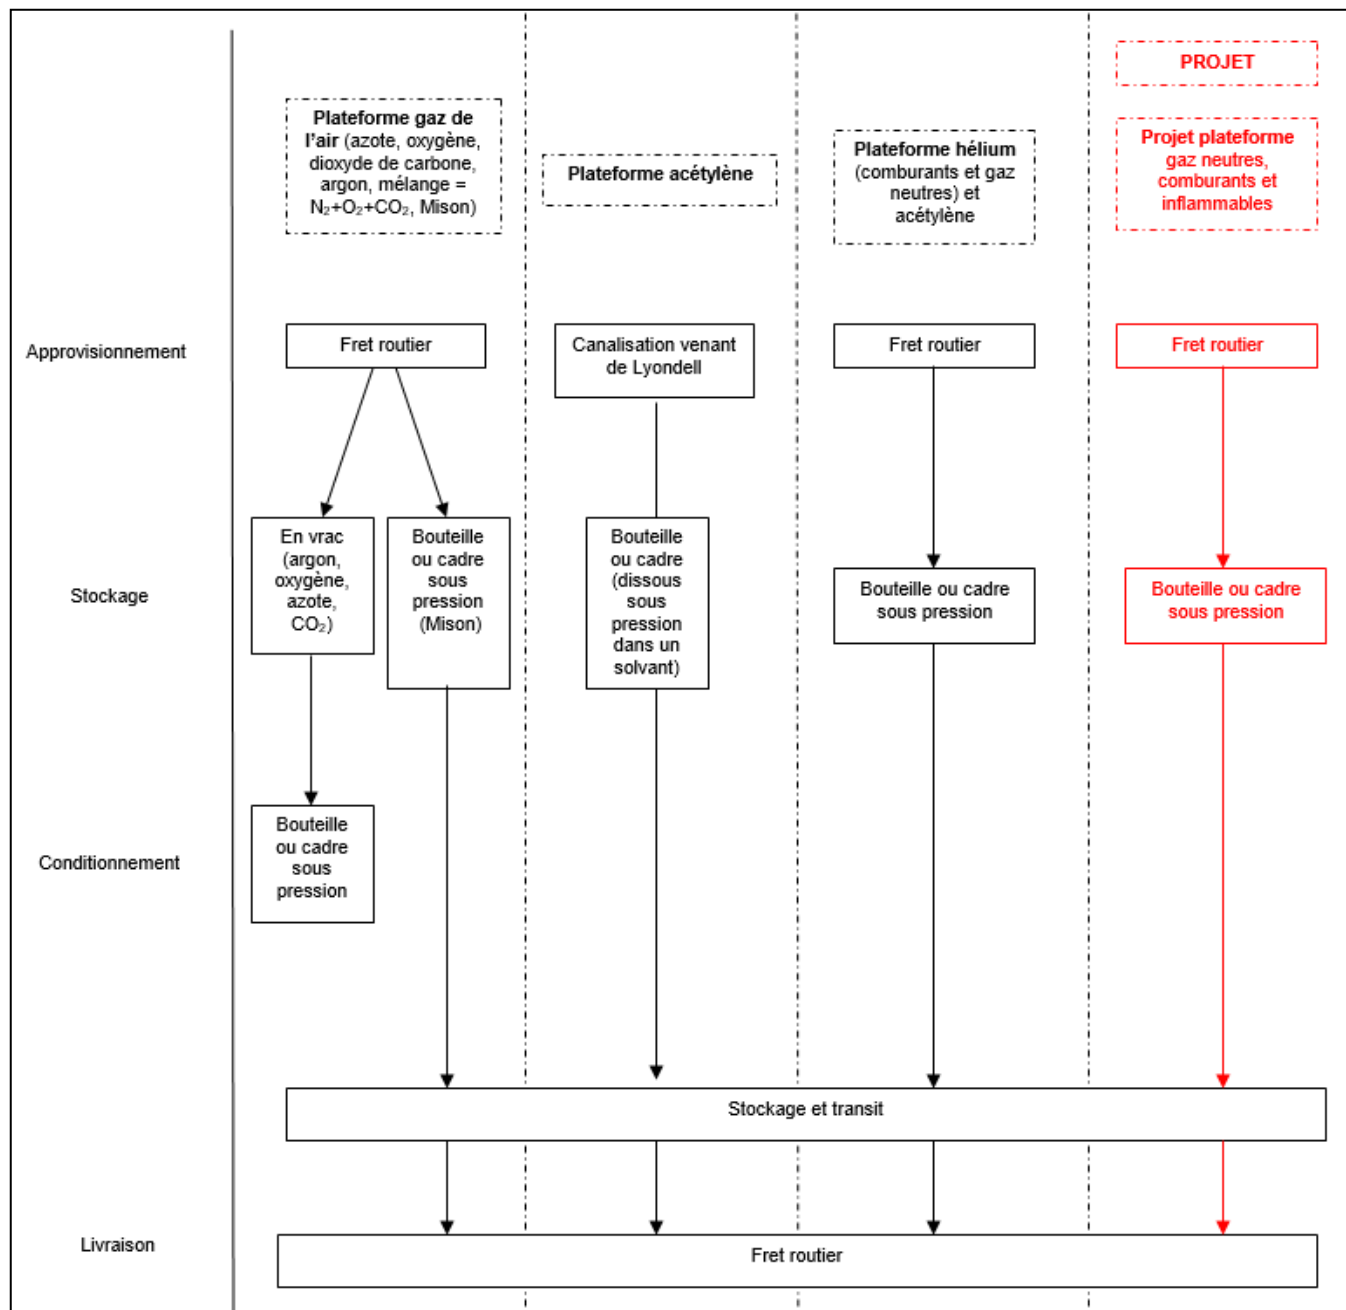 PROJET
Plateforme gaz de
l'air (azote, oxygène,
dioxyde de carbone,
argon, mélange =
N₂+O₂+CO₂, Mison)
Plateforme acétylène
Plateforme hélium
(comburants et gaz
neutres) et
acétylène
Projet plateforme
gaz neutres,
comburants et
inflammables
Approvisionnement
Fret routier
Canalisation venant
de Lyondell
Fret routier
Fret routier
Stockage
En vrac
(argon,
oxygène,
azote,
CO₂)
Bouteille
ou cadre
sous
pression
(Mison)
Bouteille
ou cadre
(dissous
sous
pression
dans un
solvant)
Bouteille ou cadre
sous pression
Bouteille ou cadre
sous pression
Conditionnement
Bouteille
ou cadre
sous
pression
Stockage et transit
Livraison
Fret routier